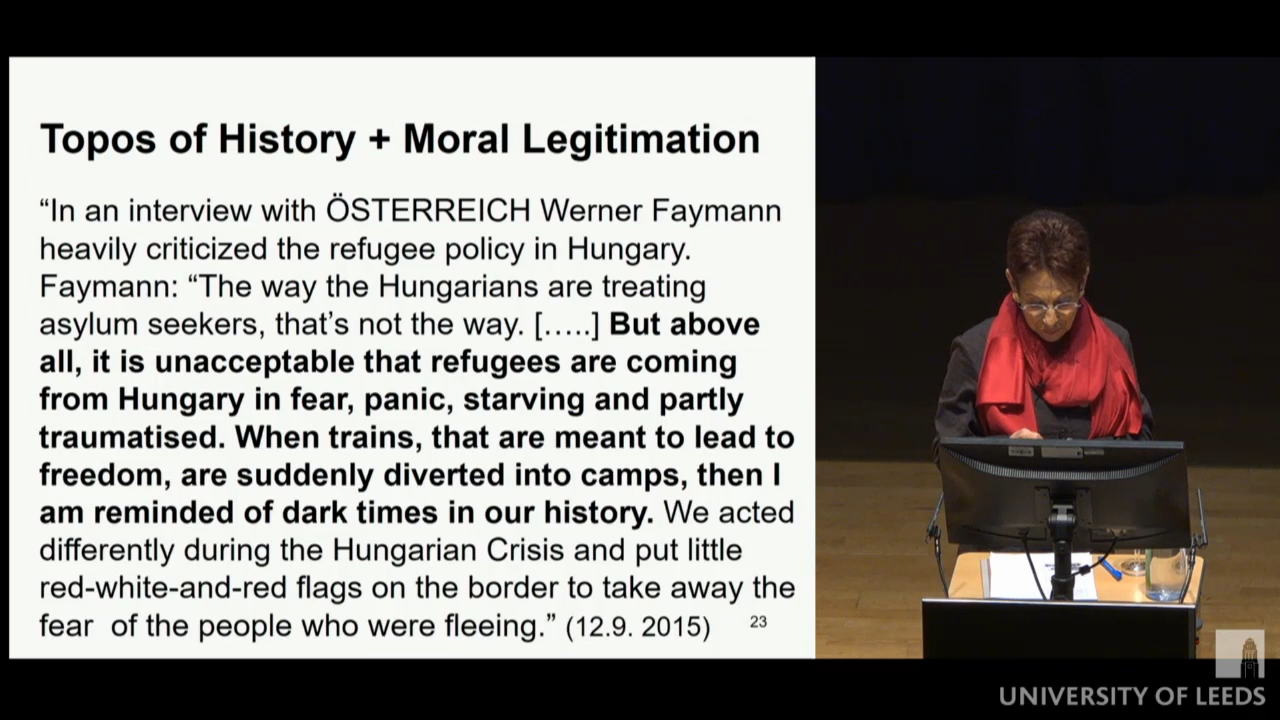 Topos of History + Moral Legitimation
“In an interview with ÖSTERREICH Werner Faymann
heavily criticized the refugee policy in Hungary.
Faymann: “The way the Hungarians are treating
asylum seekers, that’s not the way. [.....] But above
all, it is unacceptable that refugees are coming
from Hungary in fear, panic, starving and partly
traumatised. When trains, that are meant to lead to
freedom, are suddenly diverted into camps, then I
am reminded of dark times in our history. We acted
differently during the Hungarian Crisis and put little
red-white-and-red flags on the border to take away the
fear  of the people who were fleeing.” (12.9. 2015)
23
UNIVERSITY OF LEEDS